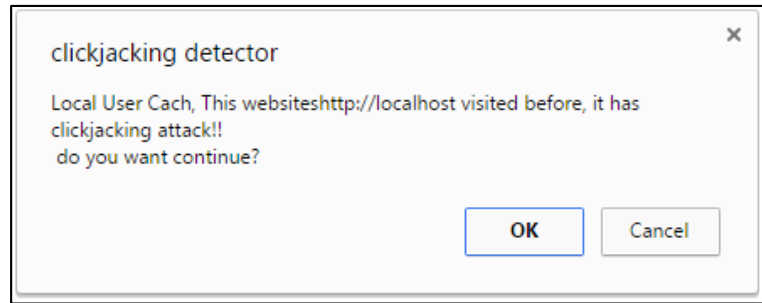 clickjacking detector
Local User Cach, This websiteshttp://localhost visited before, it has
clickjacking attack!!
do you want continue?
OK Cancel